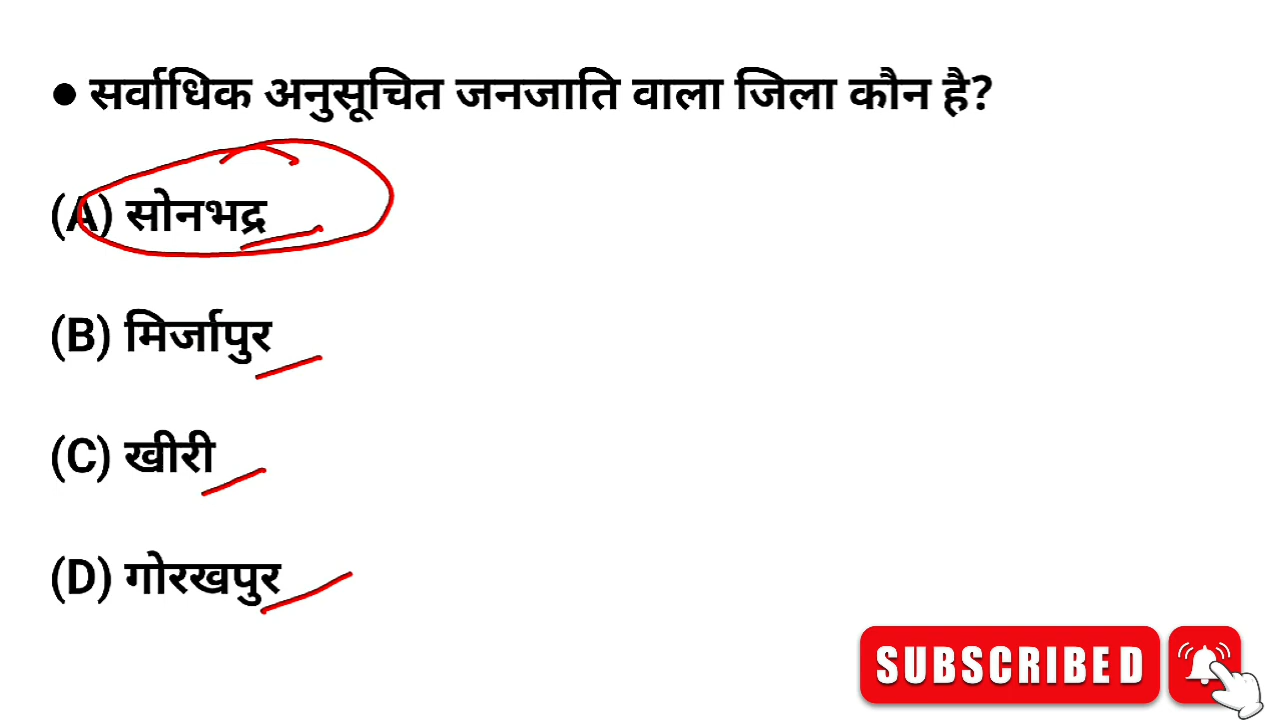 ● सर्वाधिक अनुसूचित जनजाति वाला जिला कौन है?
(A) सोनभद्र
(B) मिर्जापुर
(C) खीरी
(D) गोरखपुर
SUBSCRIBED